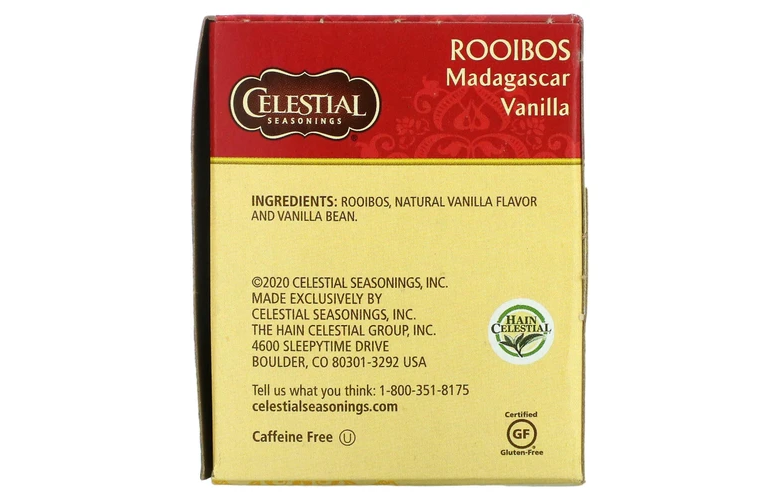 ROOIBOS
Madagascar
Vanilla
CELESTIAL
SEASONINGS
INGREDIENTS: ROOIBOS, NATURAL VANILLA FLAVOR
AND VANILLA BEAN.
©2020 CELESTIAL SEASONINGS, INC.
MADE EXCLUSIVELY BY
CELESTIAL SEASONINGS, INC.
THE HAIN CELESTIAL GROUP, INC.
4600 SLEEPYTIME DRIVE
BOULDER, CO 80301-3292 USA
HAIN
CELESTIAL
Tell us what you think: 1-800-351-8175
celestialseasonings.com
Caffeine Free U
Certified
GF
Gluten-Free